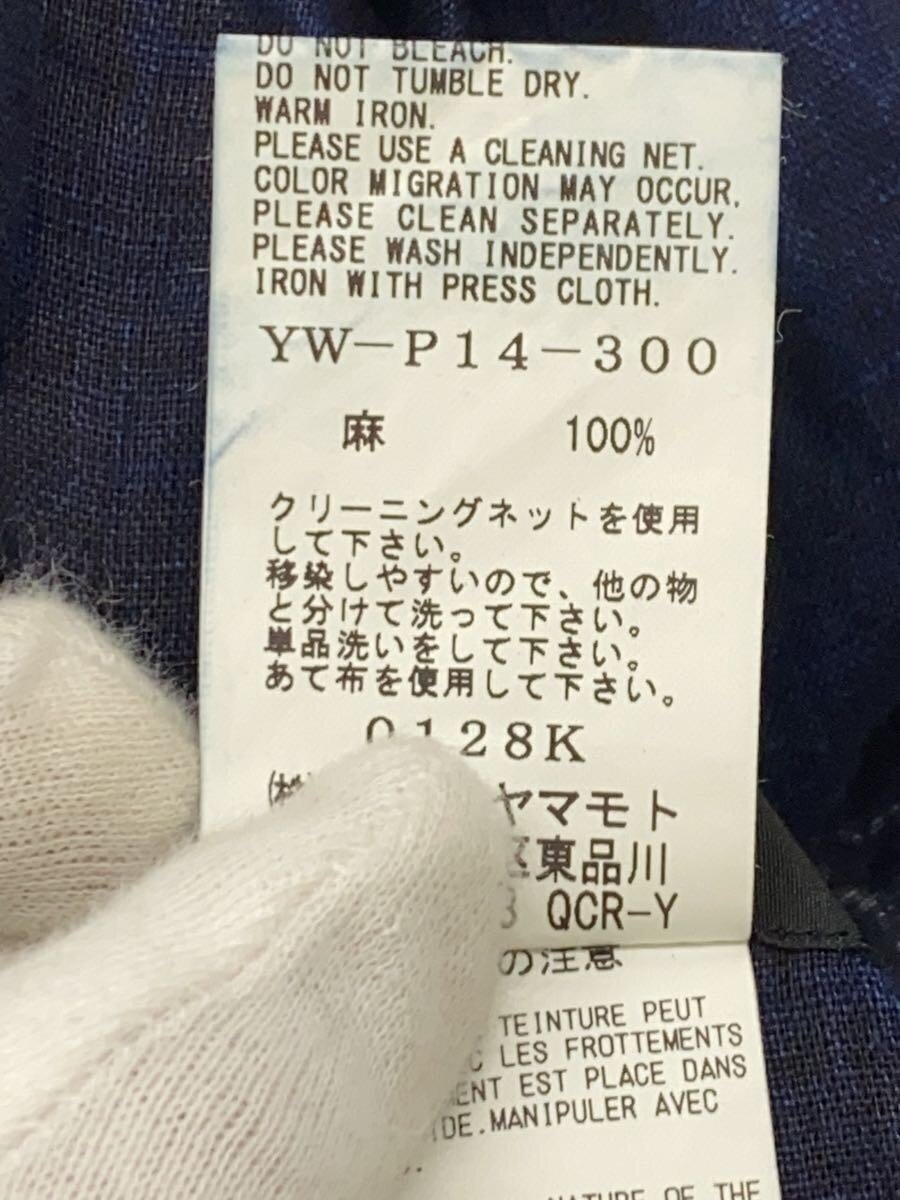 DO NOT BLEACH.
DO NOT TUMBLE DRY.
WARM IRON.
PLEASE USE A CLEANING NET.
COLOR MIGRATION MAY OCCUR,
PLEASE CLEAN SEPARATELY.
PLEASE WASH INDEPENDENTLY.
IRON WITH PRESS CLOTH.
YW-P14-300
麻 100%
クリーニングネットを使用
して下さい。
移染しやすいので、他の物
と分けて洗って下さい。
単品洗いをして下さい。
あて布を使用して下さい。
0128K
ヤマモト
区東品川
3 QCR-Y
の注意
TEINTURE PEUT
LES FROTTEMENTS
EST PLACE DANS
MANIPULER AVEC
NATURE OF THE